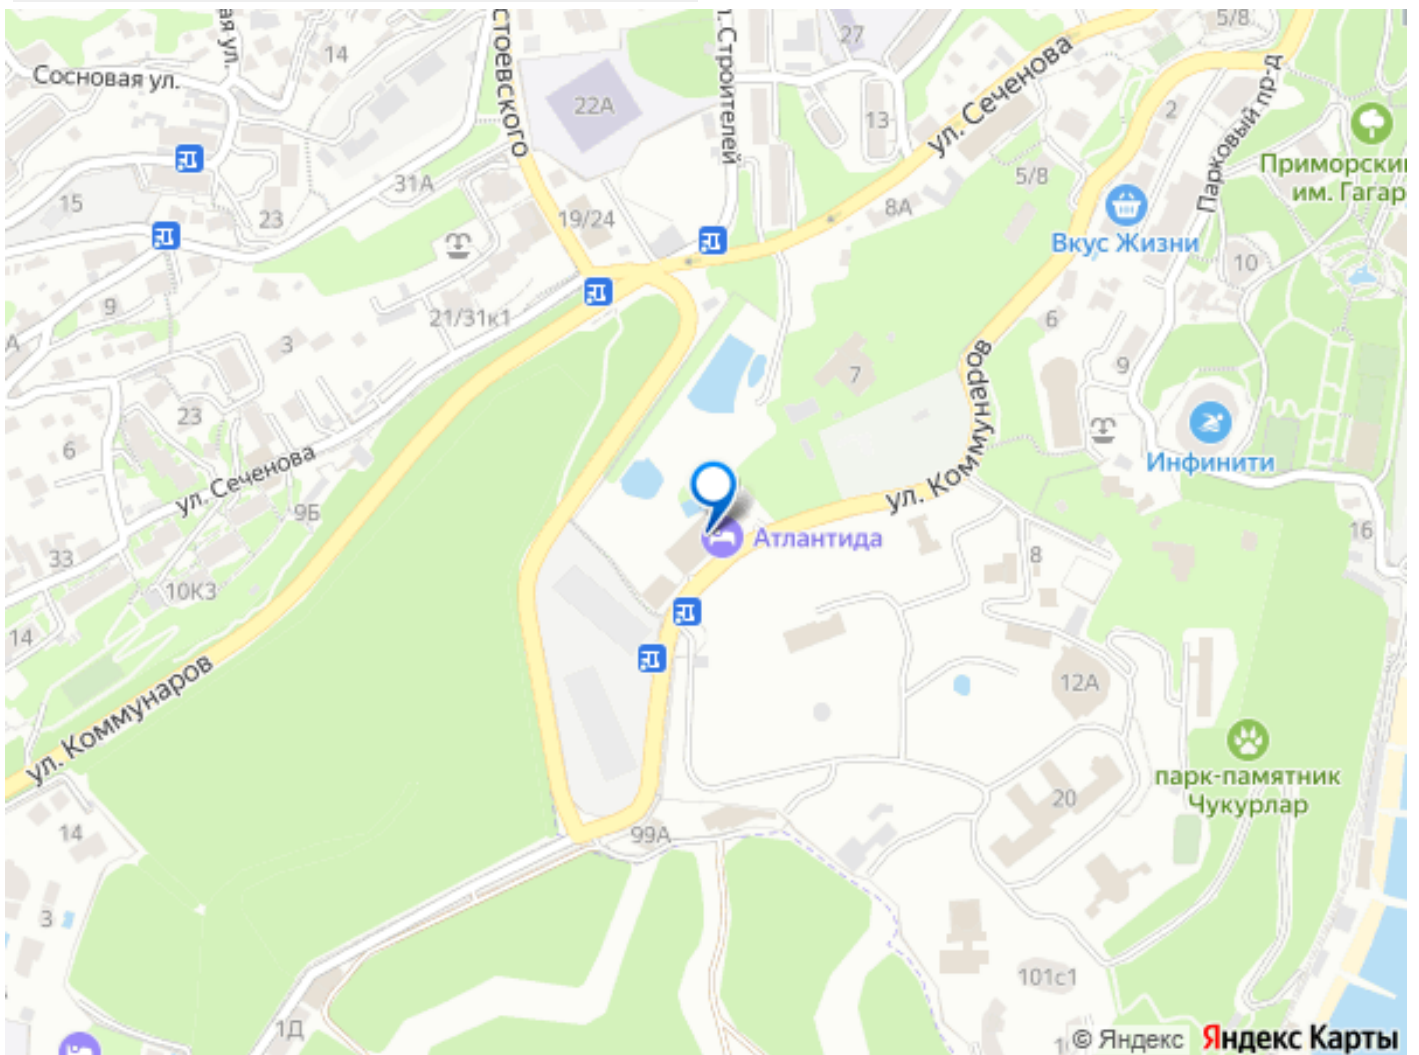 5/8
27
14
ая ул.
Сосновая ул.
стоевского
л. Строителей
ул. Сеченова
22А
13
2
Парковый пр-д
Приморский
им. Гагар
31А
15
23
19/24
8А
5/8
Вкус Жизни
10
9
21/31к1
6
А
3
7
9
23
6
ул. Сеченова
ул. Коммунаров
Инфинити
9Б
16
33
Атлантида
8
10К3
14
ул. Коммунаров
12А
парк-памятник
Чукурлар
20
14
99А
3
101с1
1Д
© Яндекс
Яндекс Карты